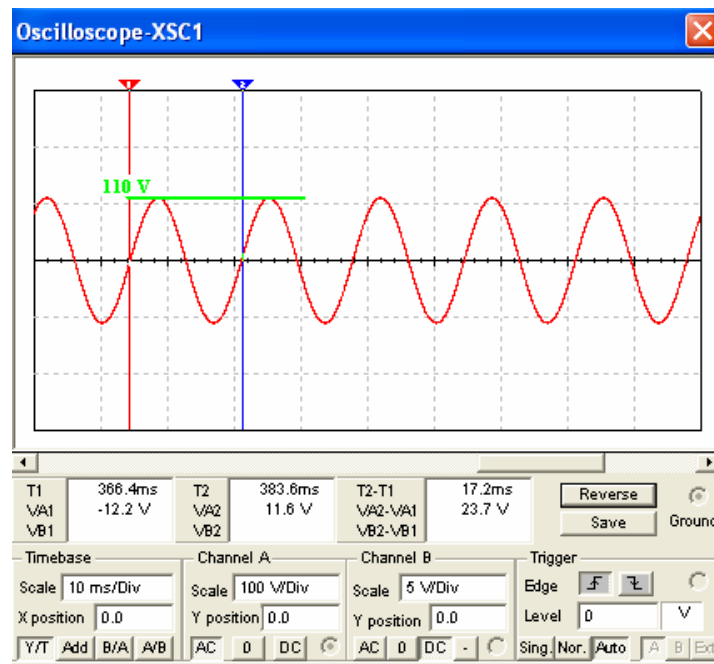 Oscilloscope-XSC1
1 2
110 V
T1 366.4ms T2 383.6ms T2-T1 17.2ms Reverse
VA1 -12.2 V VA2 11.6 V VA2-VA1 23.7 V Save Ground
VB1 VB2 VB2-VB1
Timebase Channel A Channel B Trigger
Scale 10 ms/Div Scale 100 V/Div Scale 5 V/Div Edge
X position 0.0 Y position 0.0 Y position 0.0 Level 0 V
Y/T Add B/A A/B AC 0 DC AC 0 DC - Sing. Nor. Auto A B Ext